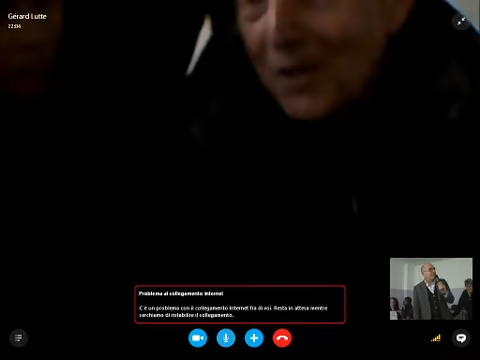 Gérard Lutte
22:04
Problema al collegamento Internet
C'è un problema con il collegamento Internet fra di voi. Resta in attesa mentre
cerchiamo di ristabilire il collegamento.